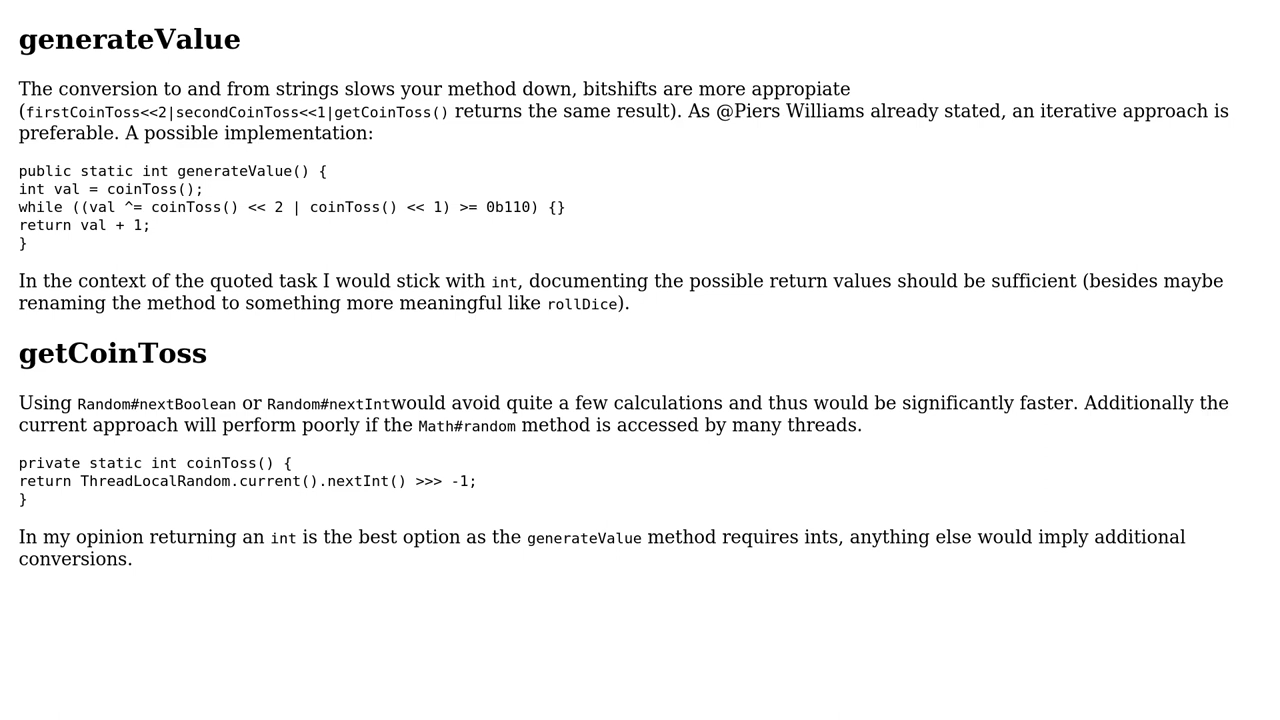 generateValue
The conversion to and from strings slows your method down, bitshifts are more appropiate
(firstCoinToss<<2|secondCoinToss<<1|getCoinToss() returns the same result). As @Piers Williams already stated, an iterative approach is
preferable. A possible implementation:
public static int generateValue() {
int val = coinToss();
while ((val ^= coinToss() << 2 | coinToss() << 1) >= 0b110) {}
return val + 1;
}
In the context of the quoted task I would stick with int, documenting the possible return values should be sufficient (besides maybe
renaming the method to something more meaningful like rollDice).
getCoinToss
Using Random#nextBoolean or Random#nextIntwould avoid quite a few calculations and thus would be significantly faster. Additionally the
current approach will perform poorly if the Math#random method is accessed by many threads.
private static int coinToss() {
return ThreadLocalRandom.current().nextInt() >>> -1;
}
In my opinion returning an int is the best option as the generateValue method requires ints, anything else would imply additional
conversions.